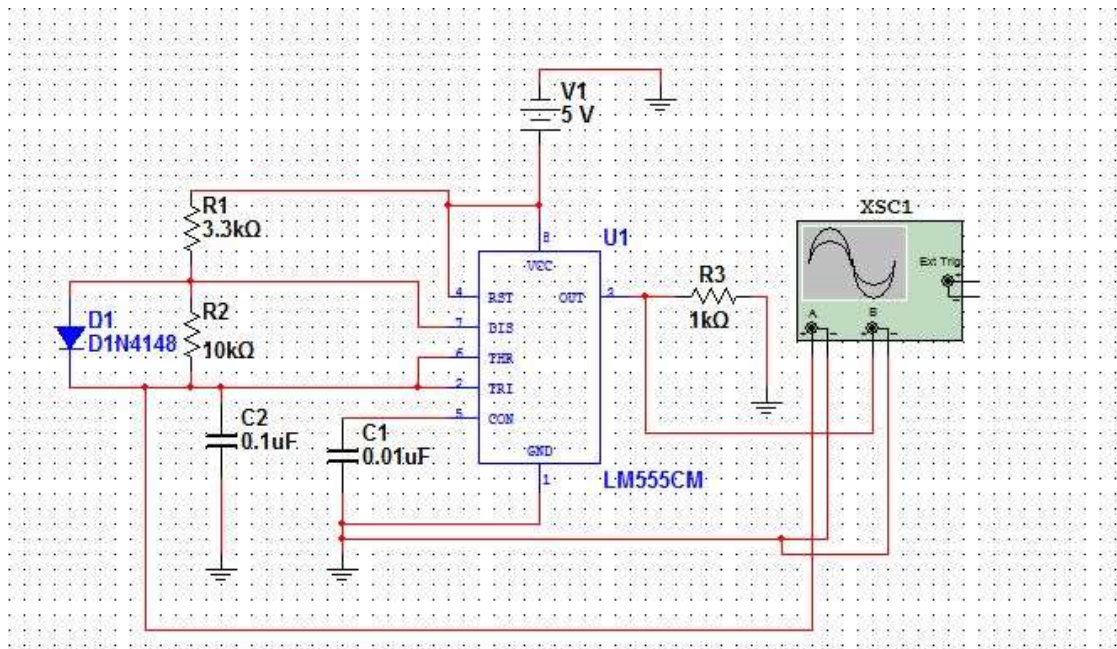 V1
5 V
XSC1
R1
3.3kΩ
8
U1
VCC
Ext Trig
+
-
R3
4
RST
OUT
3
1kΩ
D1
D1N4148
R2
10kΩ
7
DIS
A
B
+
-
+
-
6
THR
2
TRI
C2
0.1uF
C1
0.01uF
5
CON
GND
1
LM555CM